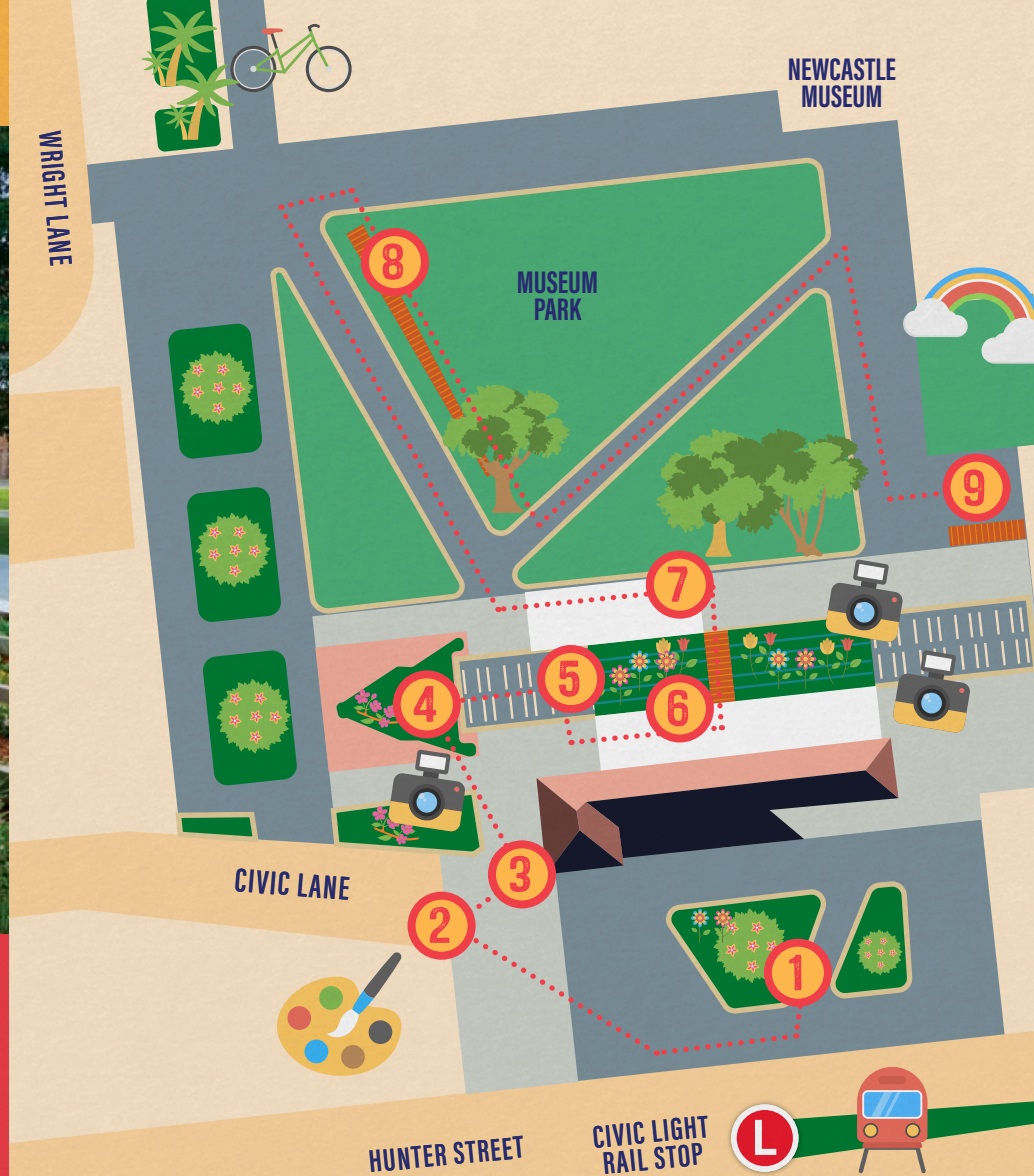 NEWCASTLE
MUSEUM
WRIGHT LANE
8
MUSEUM
PARK
9
7
5
4
6
3
CIVIC LANE
2
1
HUNTER STREET
CIVIC LIGHT
RAIL STOP
L